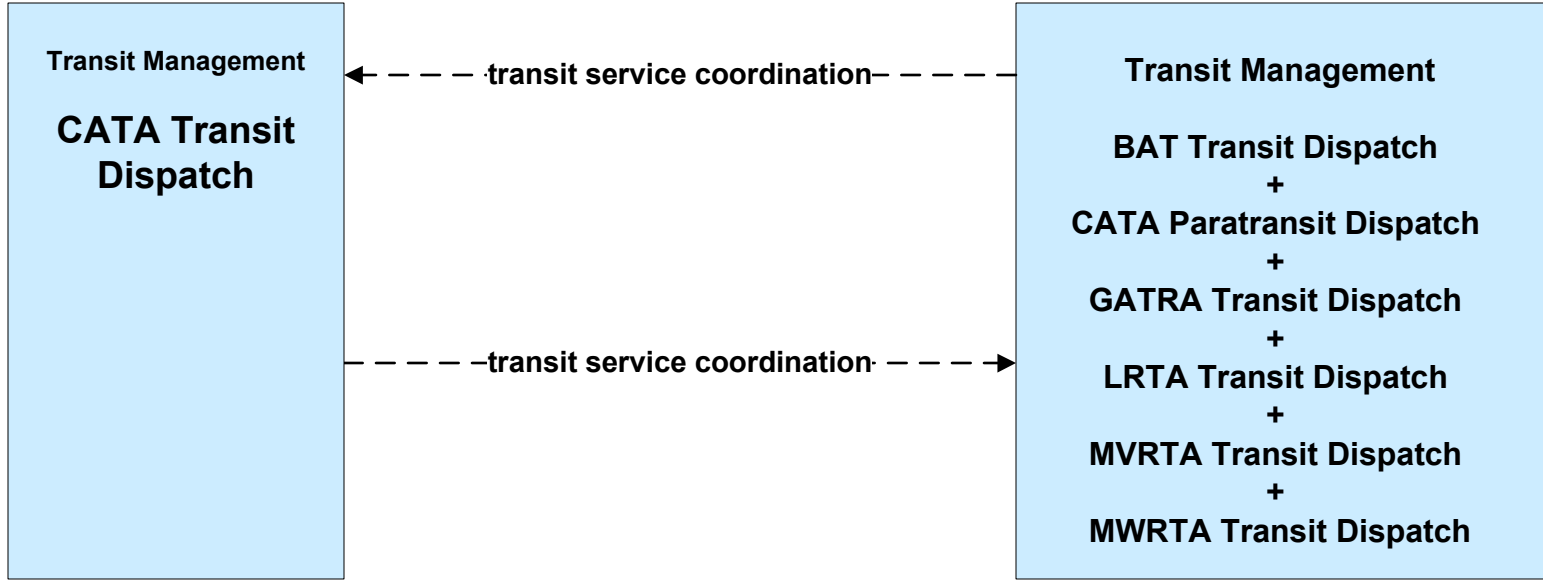 Transit Management
CATA Transit
Dispatch
transit service coordination
transit service coordination
Transit Management
BAT Transit Dispatch
+
CATA Paratransit Dispatch
+
GATRA Transit Dispatch
+
LRTA Transit Dispatch
+
MVRTA Transit Dispatch
+
MWRTA Transit Dispatch